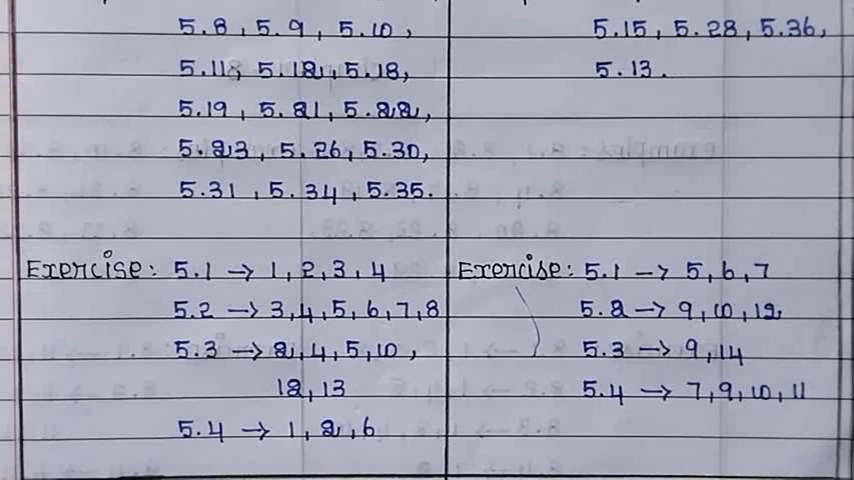 5.8, 5.9, 5.10,
5.11, 5.12, 5.18,
5.19, 5.21, 5.22,
5.23, 5.26, 5.30,
5.31, 5.34, 5.35.
5.15, 5.28, 5.36,
5.13.
Exercise: 5.1 → 1, 2, 3, 4
5.2 → 3, 4, 5, 6, 7, 8
5.3 → 2, 4, 5, 10,
12, 13
5.4 → 1, 2, 6
Exercise: 5.1 → 5, 6, 7
5.2 → 9, 10, 12
5.3 → 9, 14
5.4 → 7, 9, 10, 11